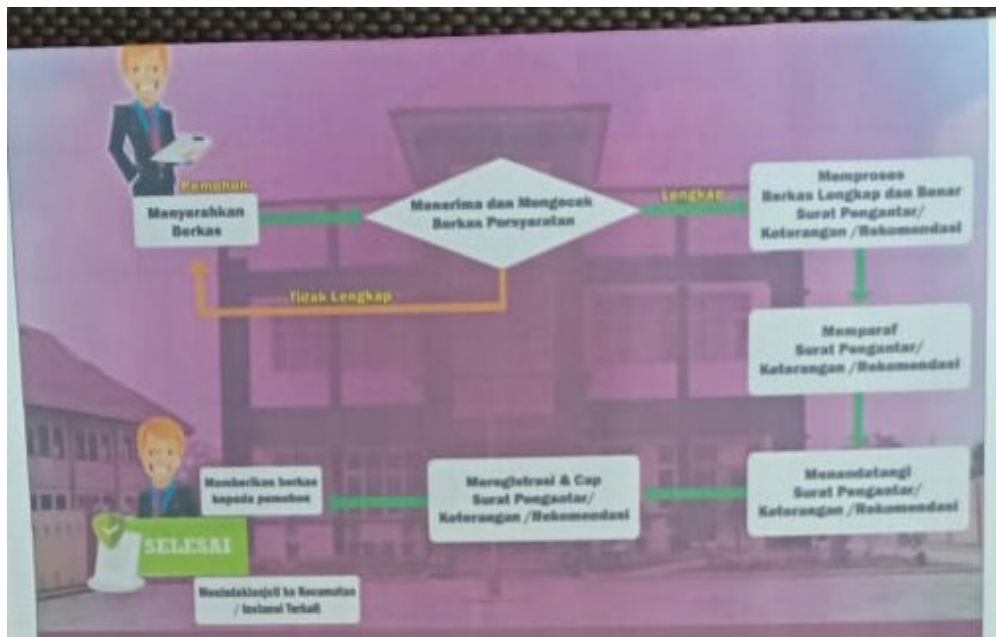 Pemohon
Menyerahkan
Berkas
Menerima dan Mengecek
Berkas Persyaratan
Lengkap
Tidak Lengkap
Memproses
Berkas Lengkap dan Benar
Surat Pengantar/
Keterangan /Rekomendasi
Memparaf
Surat Pengantar/
Keterangan /Rekomendasi
Menandatangi
Surat Pengantar/
Keterangan /Rekomendasi
Meregistrasi & Cap
Surat Pengantar/
Keterangan /Rekomendasi
Memberikan berkas
kepada pemohon
SELESAI
Menindaklanjuti ke Kecamatan
/ Instansi Terkait